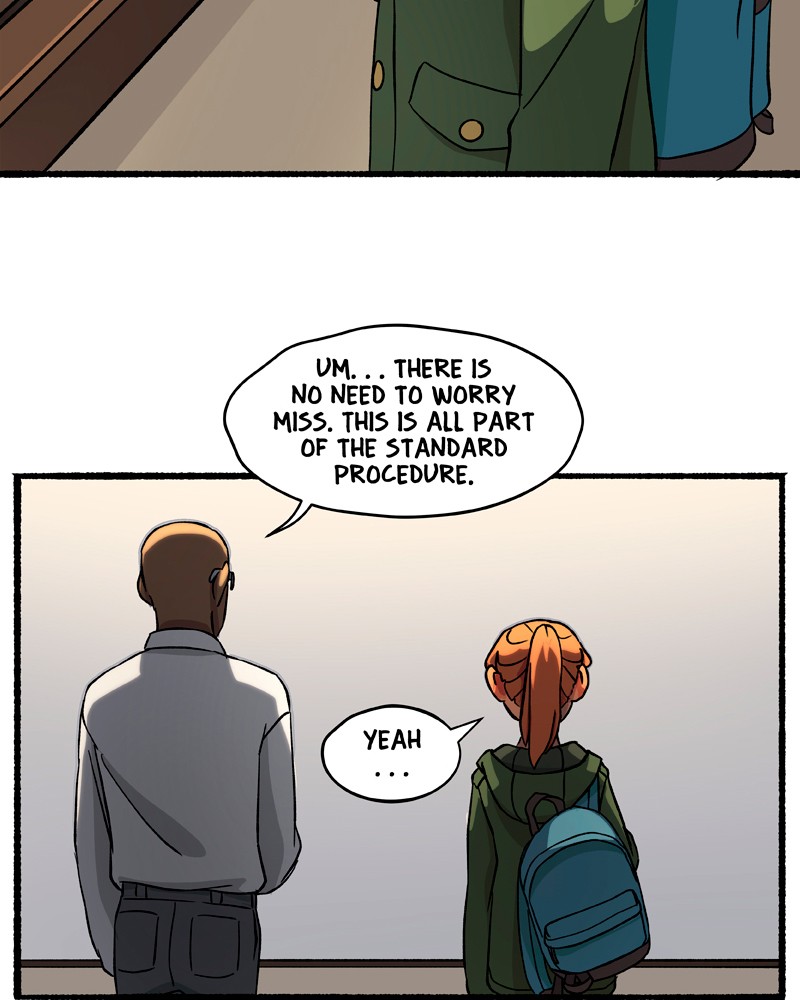 UM... THERE IS
NO NEED TO WORRY
MISS. THIS IS ALL PART
OF THE STANDARD
PROCEDURE.
YEAH
...